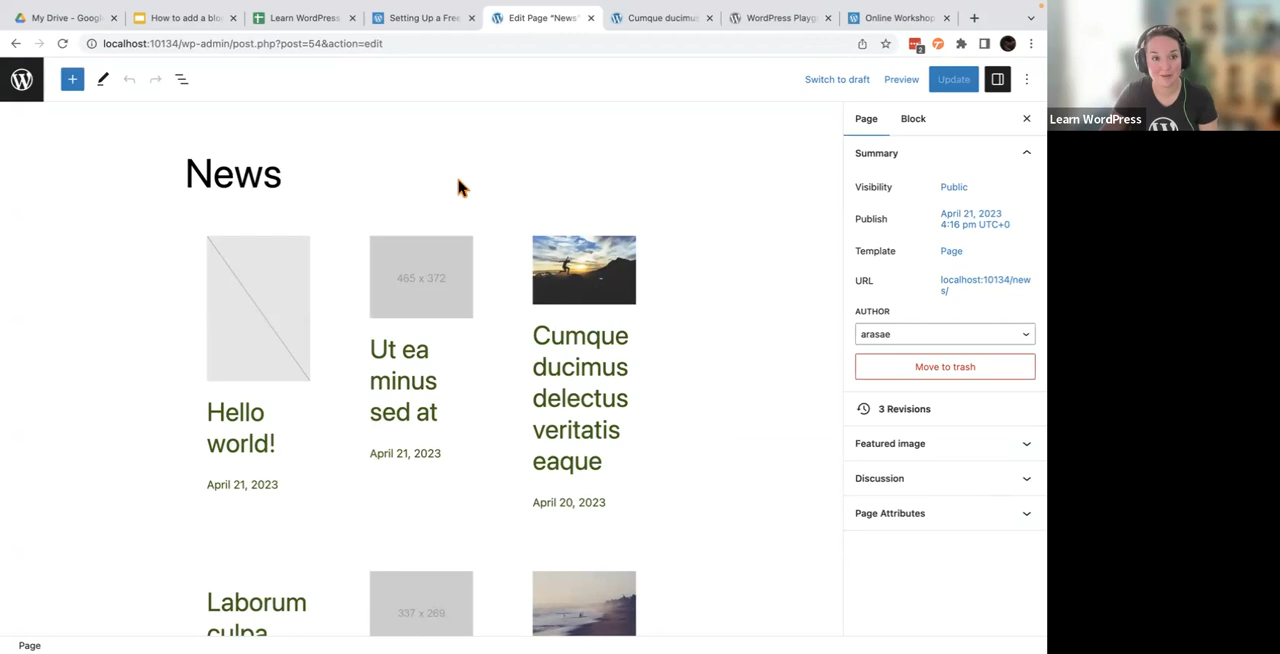 My Drive - Google
How to add a blo
Learn WordPress
Setting Up a Free
Edit Page "News"
Cumque ducimus
WordPress Playg
Online Workshop
localhost:10134/wp-admin/post.php?post=54&action=edit
2
Switch to draft
Preview
Update
Learn WordPress
Page
Block
News
Summary
Visibility
Public
Publish
April 21, 2023
4:16 pm UTC+0
Template
Page
URL
localhost:10134/new
s/
AUTHOR
arasae
Move to trash
3 Revisions
Featured image
Discussion
Page Attributes
465 x 372
Hello
world!
April 21, 2023
Ut ea
minus
sed at
April 21, 2023
Cumque
ducimus
delectus
veritatis
eaque
April 20, 2023
Laborum
culpa
337 x 269
Page